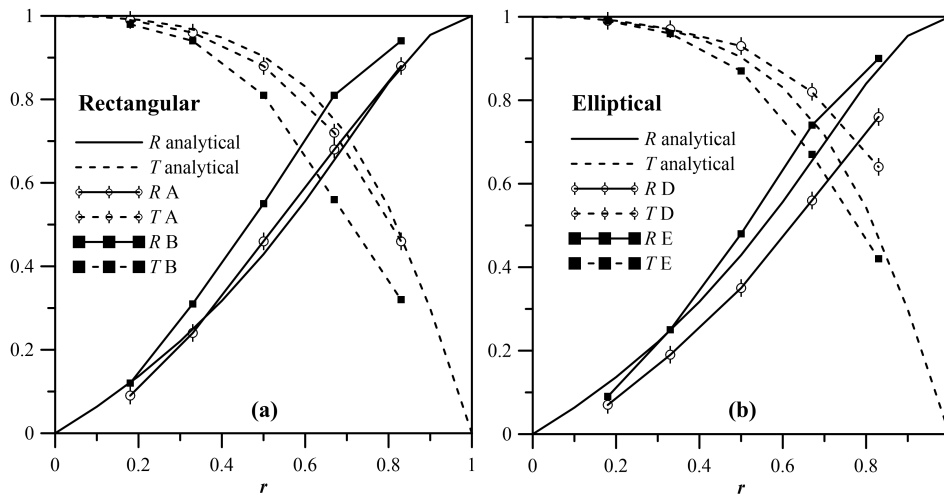 1
0.8
0.6
0.4
0.2
0
Rectangular
R analytical
T analytical
R A
T A
R B
T B
(a)
0 0.2 0.4 0.6 0.8 1
r
1
0.8
0.6
0.4
0.2
0
Elliptical
R analytical
T analytical
R D
T D
R E
T E
(b)
0 0.2 0.4 0.6 0.8
r